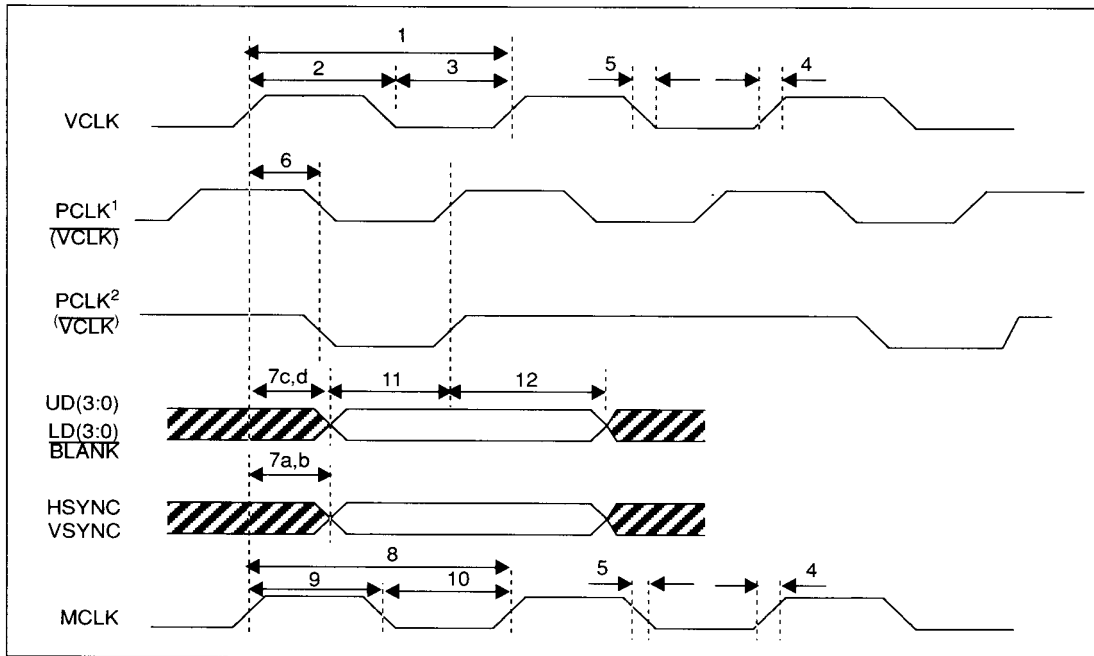 1
2 3 5 4
VCLK
6
PCLK¹
(VCLK)
PCLK²
(VCLK)
7c,d 11 12
UD(3:0)
LD(3:0)
BLANK
7a,b
HSYNC
VSYNC
8
9 10 5 4
MCLK